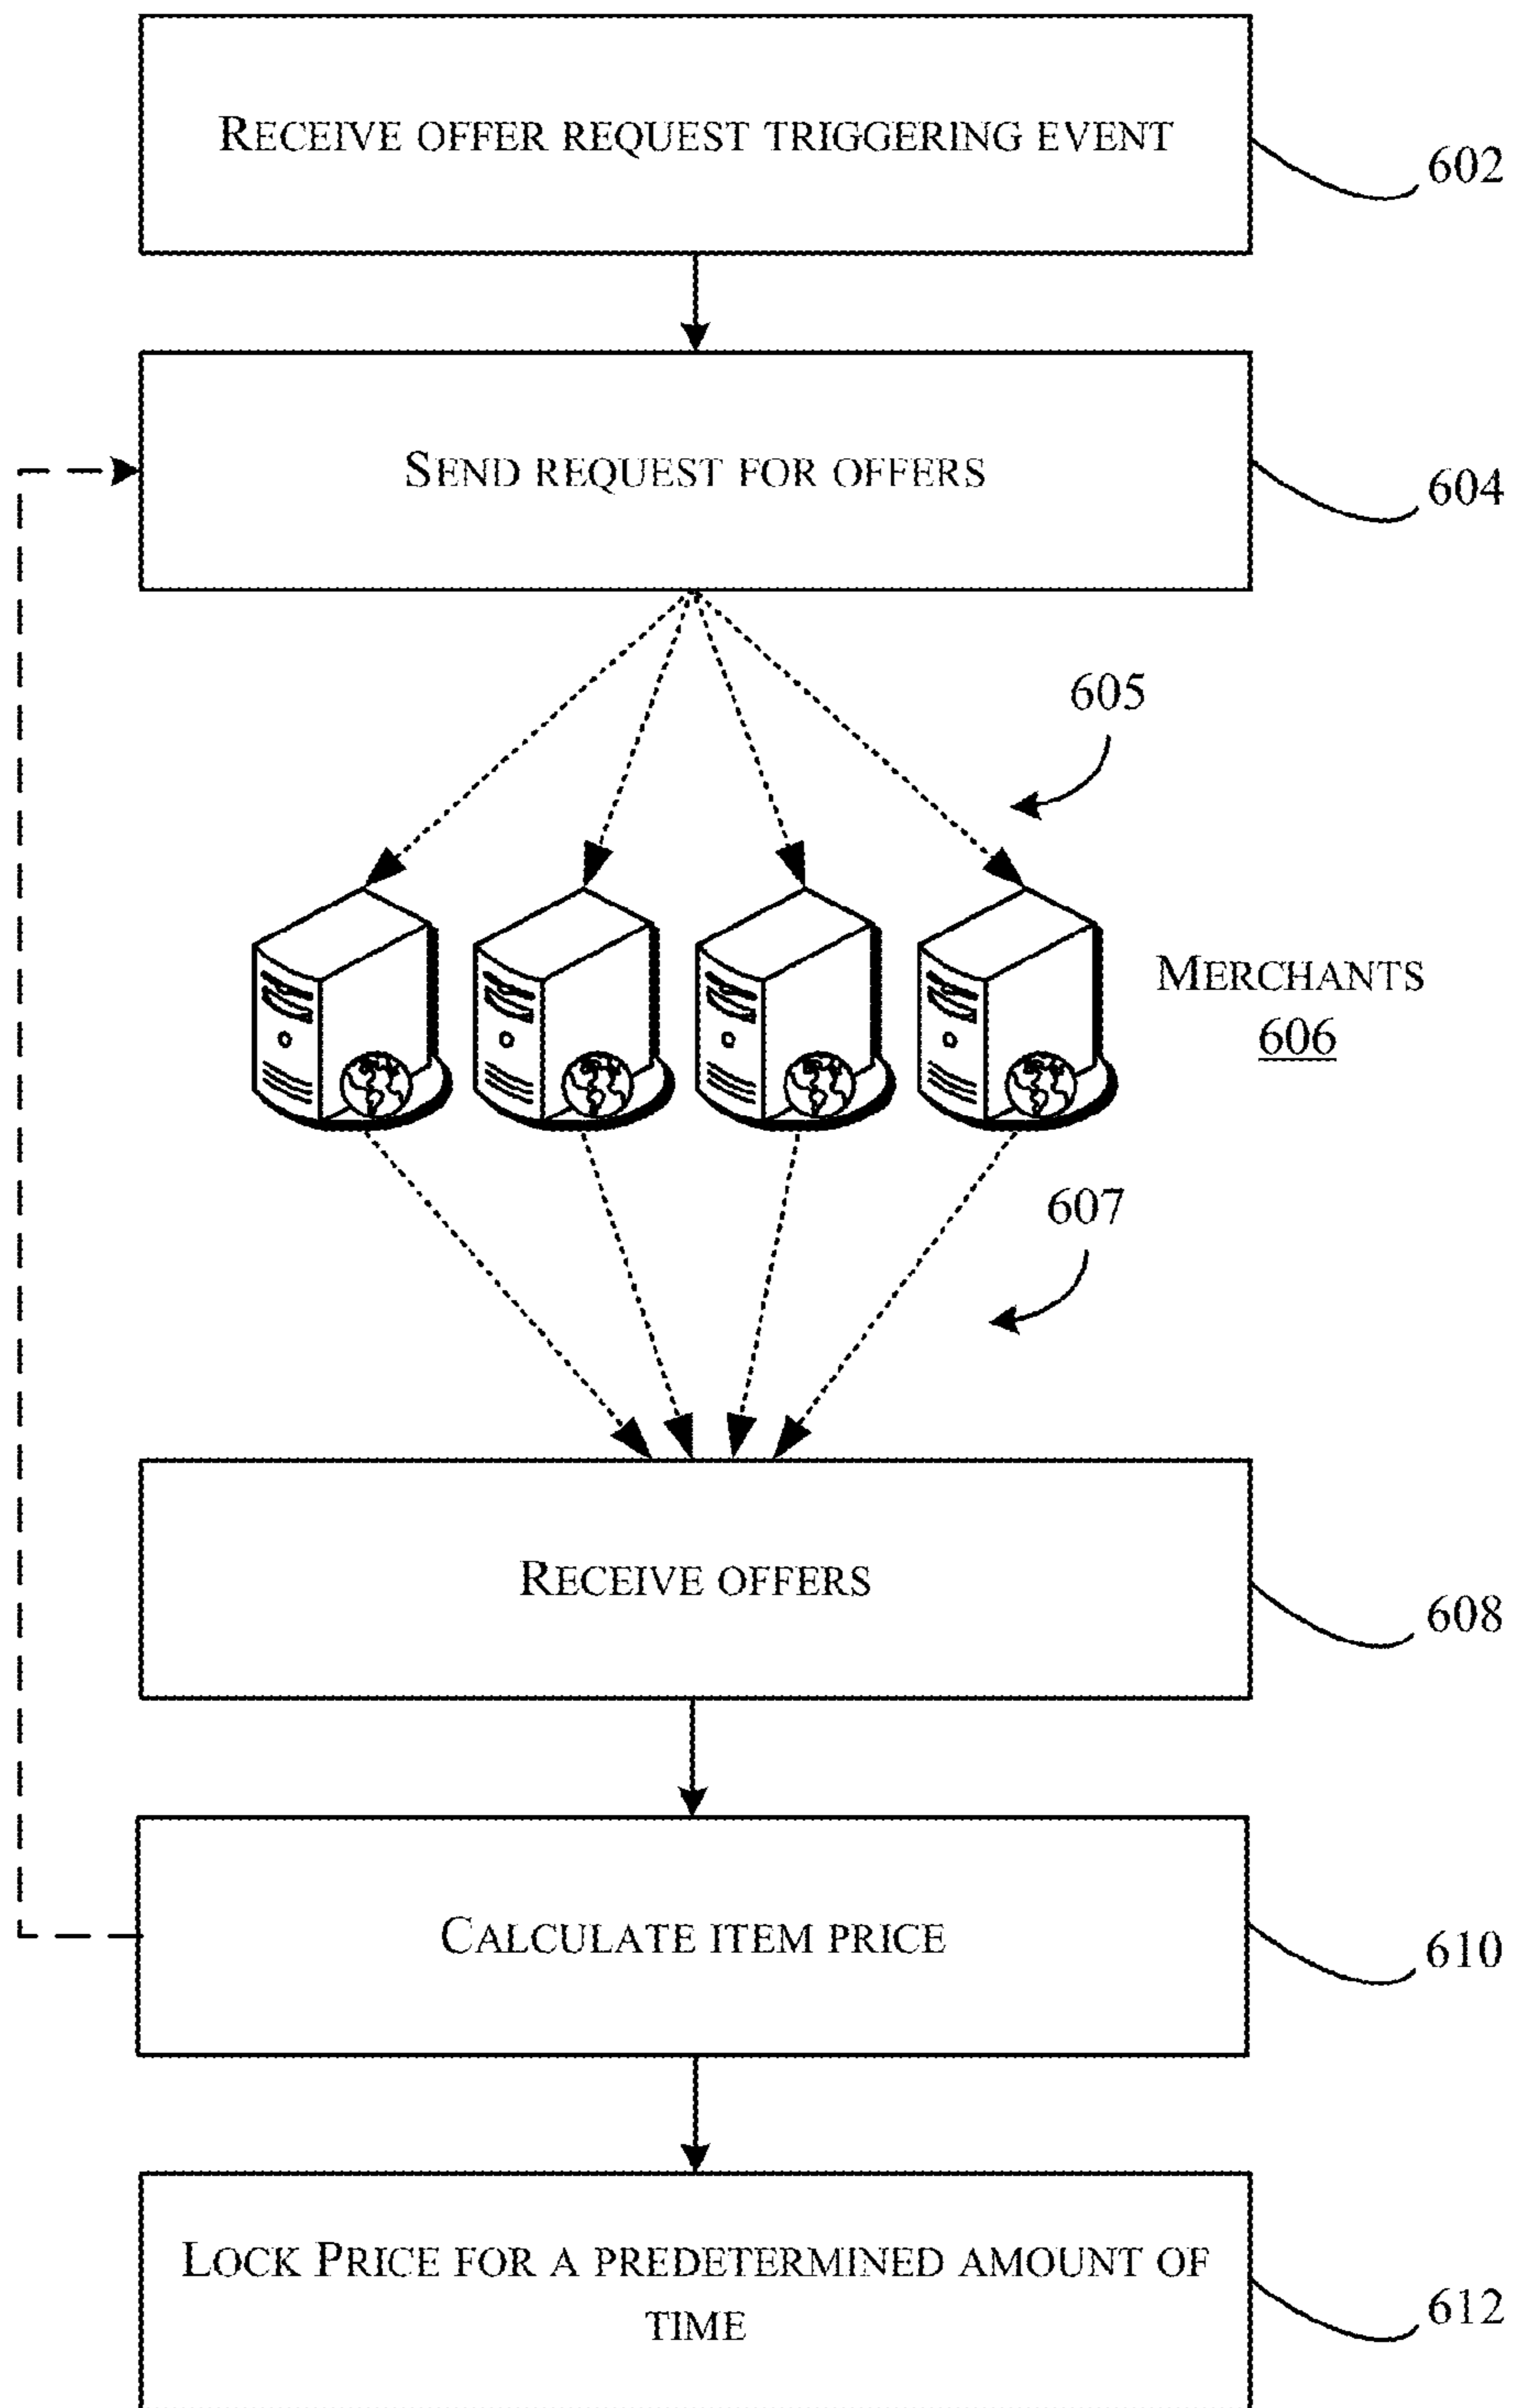 RECEIVE OFFER REQUEST TRIGGERING EVENT
602
SEND REQUEST FOR OFFERS
604
605
MERCHANTS
606
607
RECEIVE OFFERS
608
CALCULATE ITEM PRICE
610
LOCK PRICE FOR A PREDETERMINED AMOUNT OF
TIME
612